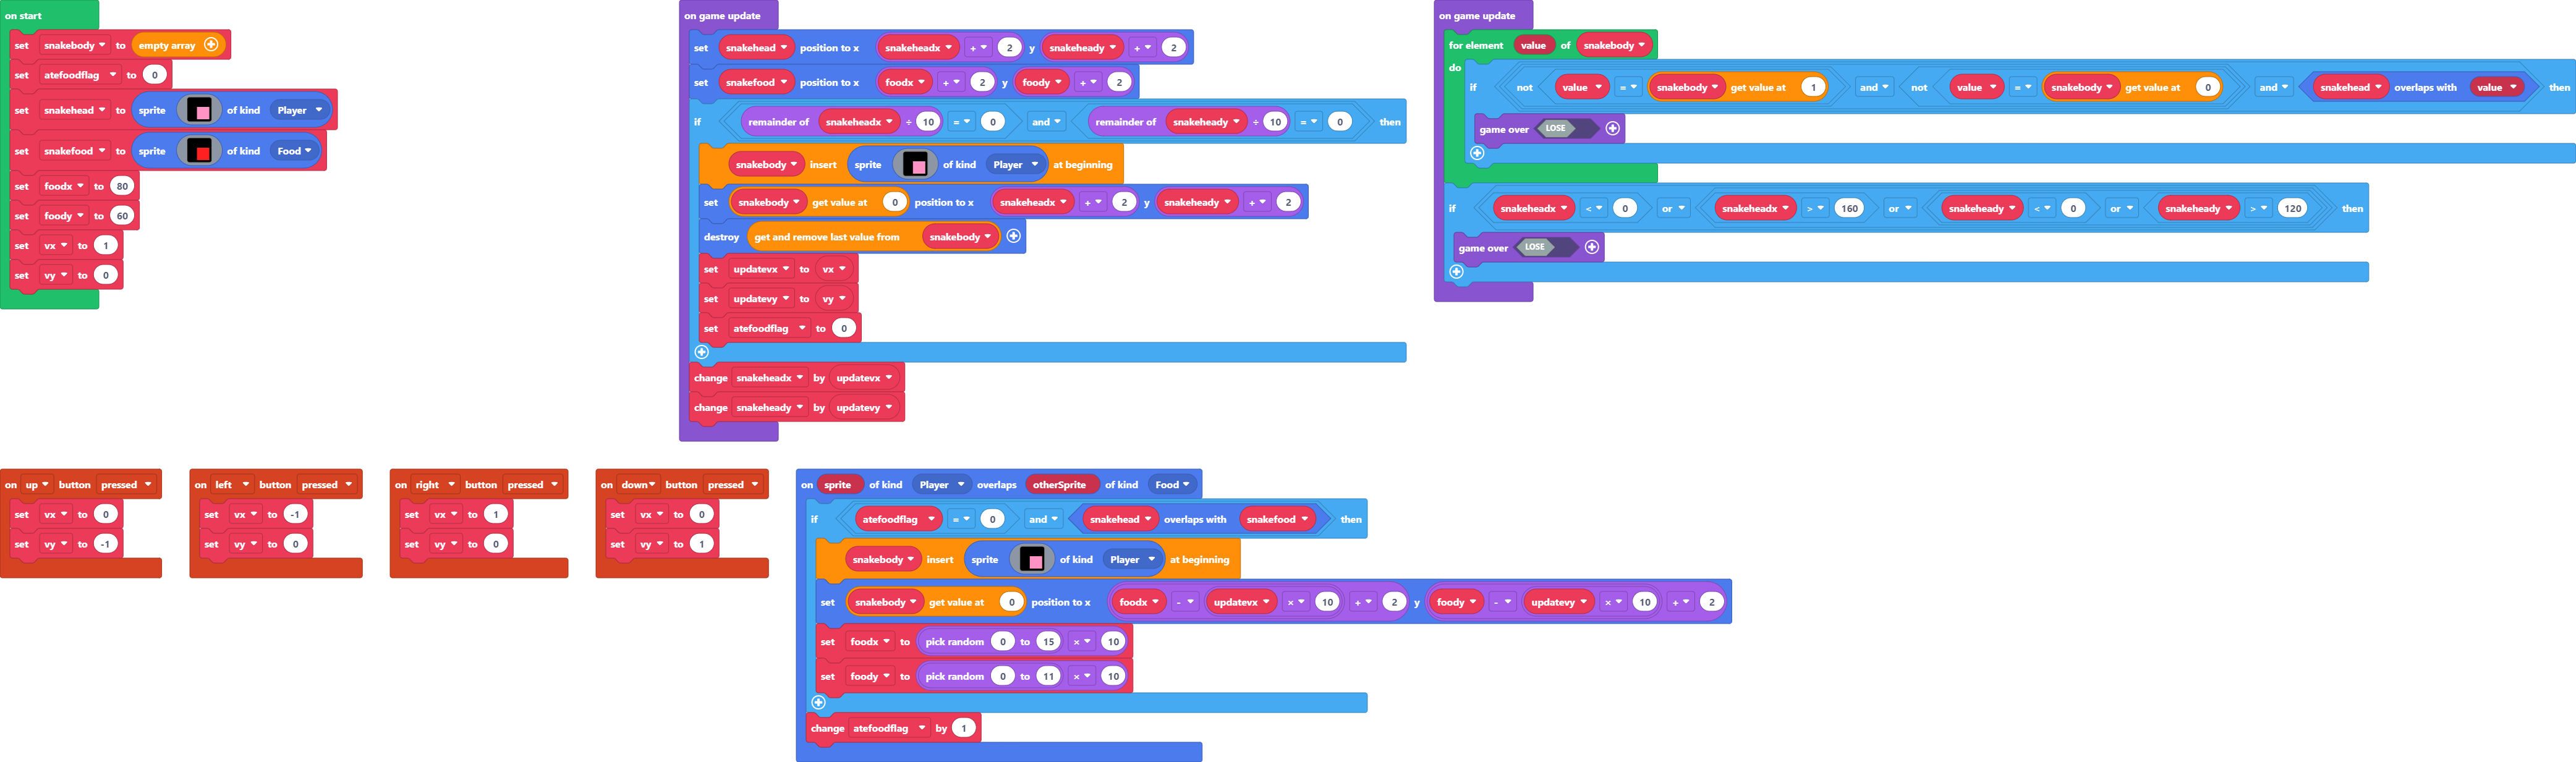 on start
set snakebody to empty array
set atefoodflag to 0
set snakehead to sprite of kind Player
set snakefood to sprite of kind Food
set foodx to 80
set foody to 60
set vx to 1
set vy to 0
on game update
set snakehead position to x snakeheadx + 2 y snakeheady + 2
set snakefood position to x foodx + 2 y foody + 2
if remainder of snakeheadx ÷ 10 = 0 and remainder of snakeheady ÷ 10 = 0 then
snakebody insert sprite of kind Player at beginning
set snakebody get value at 0 position to x snakeheadx + 2 y snakeheady + 2
destroy get and remove last value from snakebody
set updatevx to vx
set updatevy to vy
set atefoodflag to 0
change snakeheadx by updatevx
change snakeheady by updatevy
on game update
for element value of snakebody
do
if not value = snakebody get value at 1 and not value = snakebody get value at 0 and snakehead overlaps with value then
game over LOSE
if snakeheadx < 0 or snakeheadx > 160 or snakeheady < 0 or snakeheady > 120 then
game over LOSE
on up button pressed
set vx to 0
set vy to -1
on left button pressed
set vx to -1
set vy to 0
on right button pressed
set vx to 1
set vy to 0
on down button pressed
set vx to 0
set vy to 1
on sprite of kind Player overlaps otherSprite of kind Food
if atefoodflag = 0 and snakehead overlaps with snakefood then
snakebody insert sprite of kind Player at beginning
set snakebody get value at 0 position to x foodx - updatevx × 10 + 2 y foody - updatevy × 10 + 2
set foodx to pick random 0 to 15 × 10
set foody to pick random 0 to 11 × 10
change atefoodflag by 1